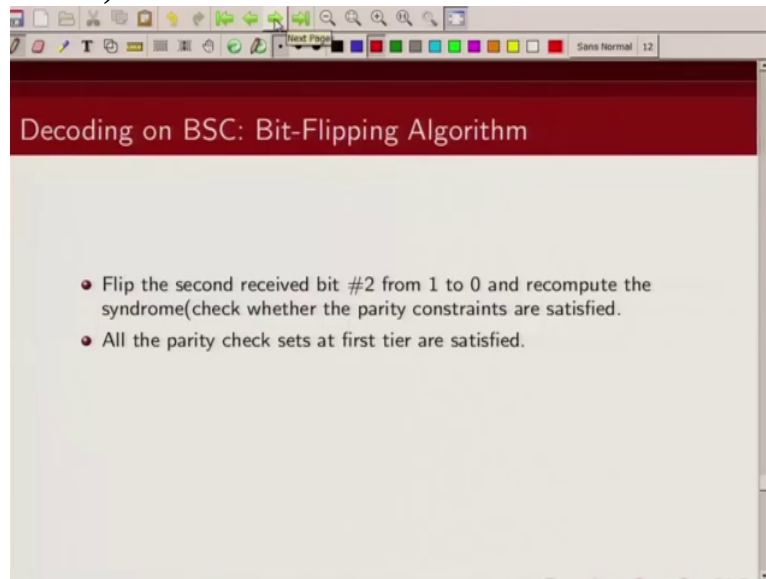 Next Page
Sans Normal 12
Decoding on BSC: Bit-Flipping Algorithm
Flip the second received bit #2 from 1 to 0 and recompute the
syndrome(check whether the parity constraints are satisfied.
All the parity check sets at first tier are satisfied.